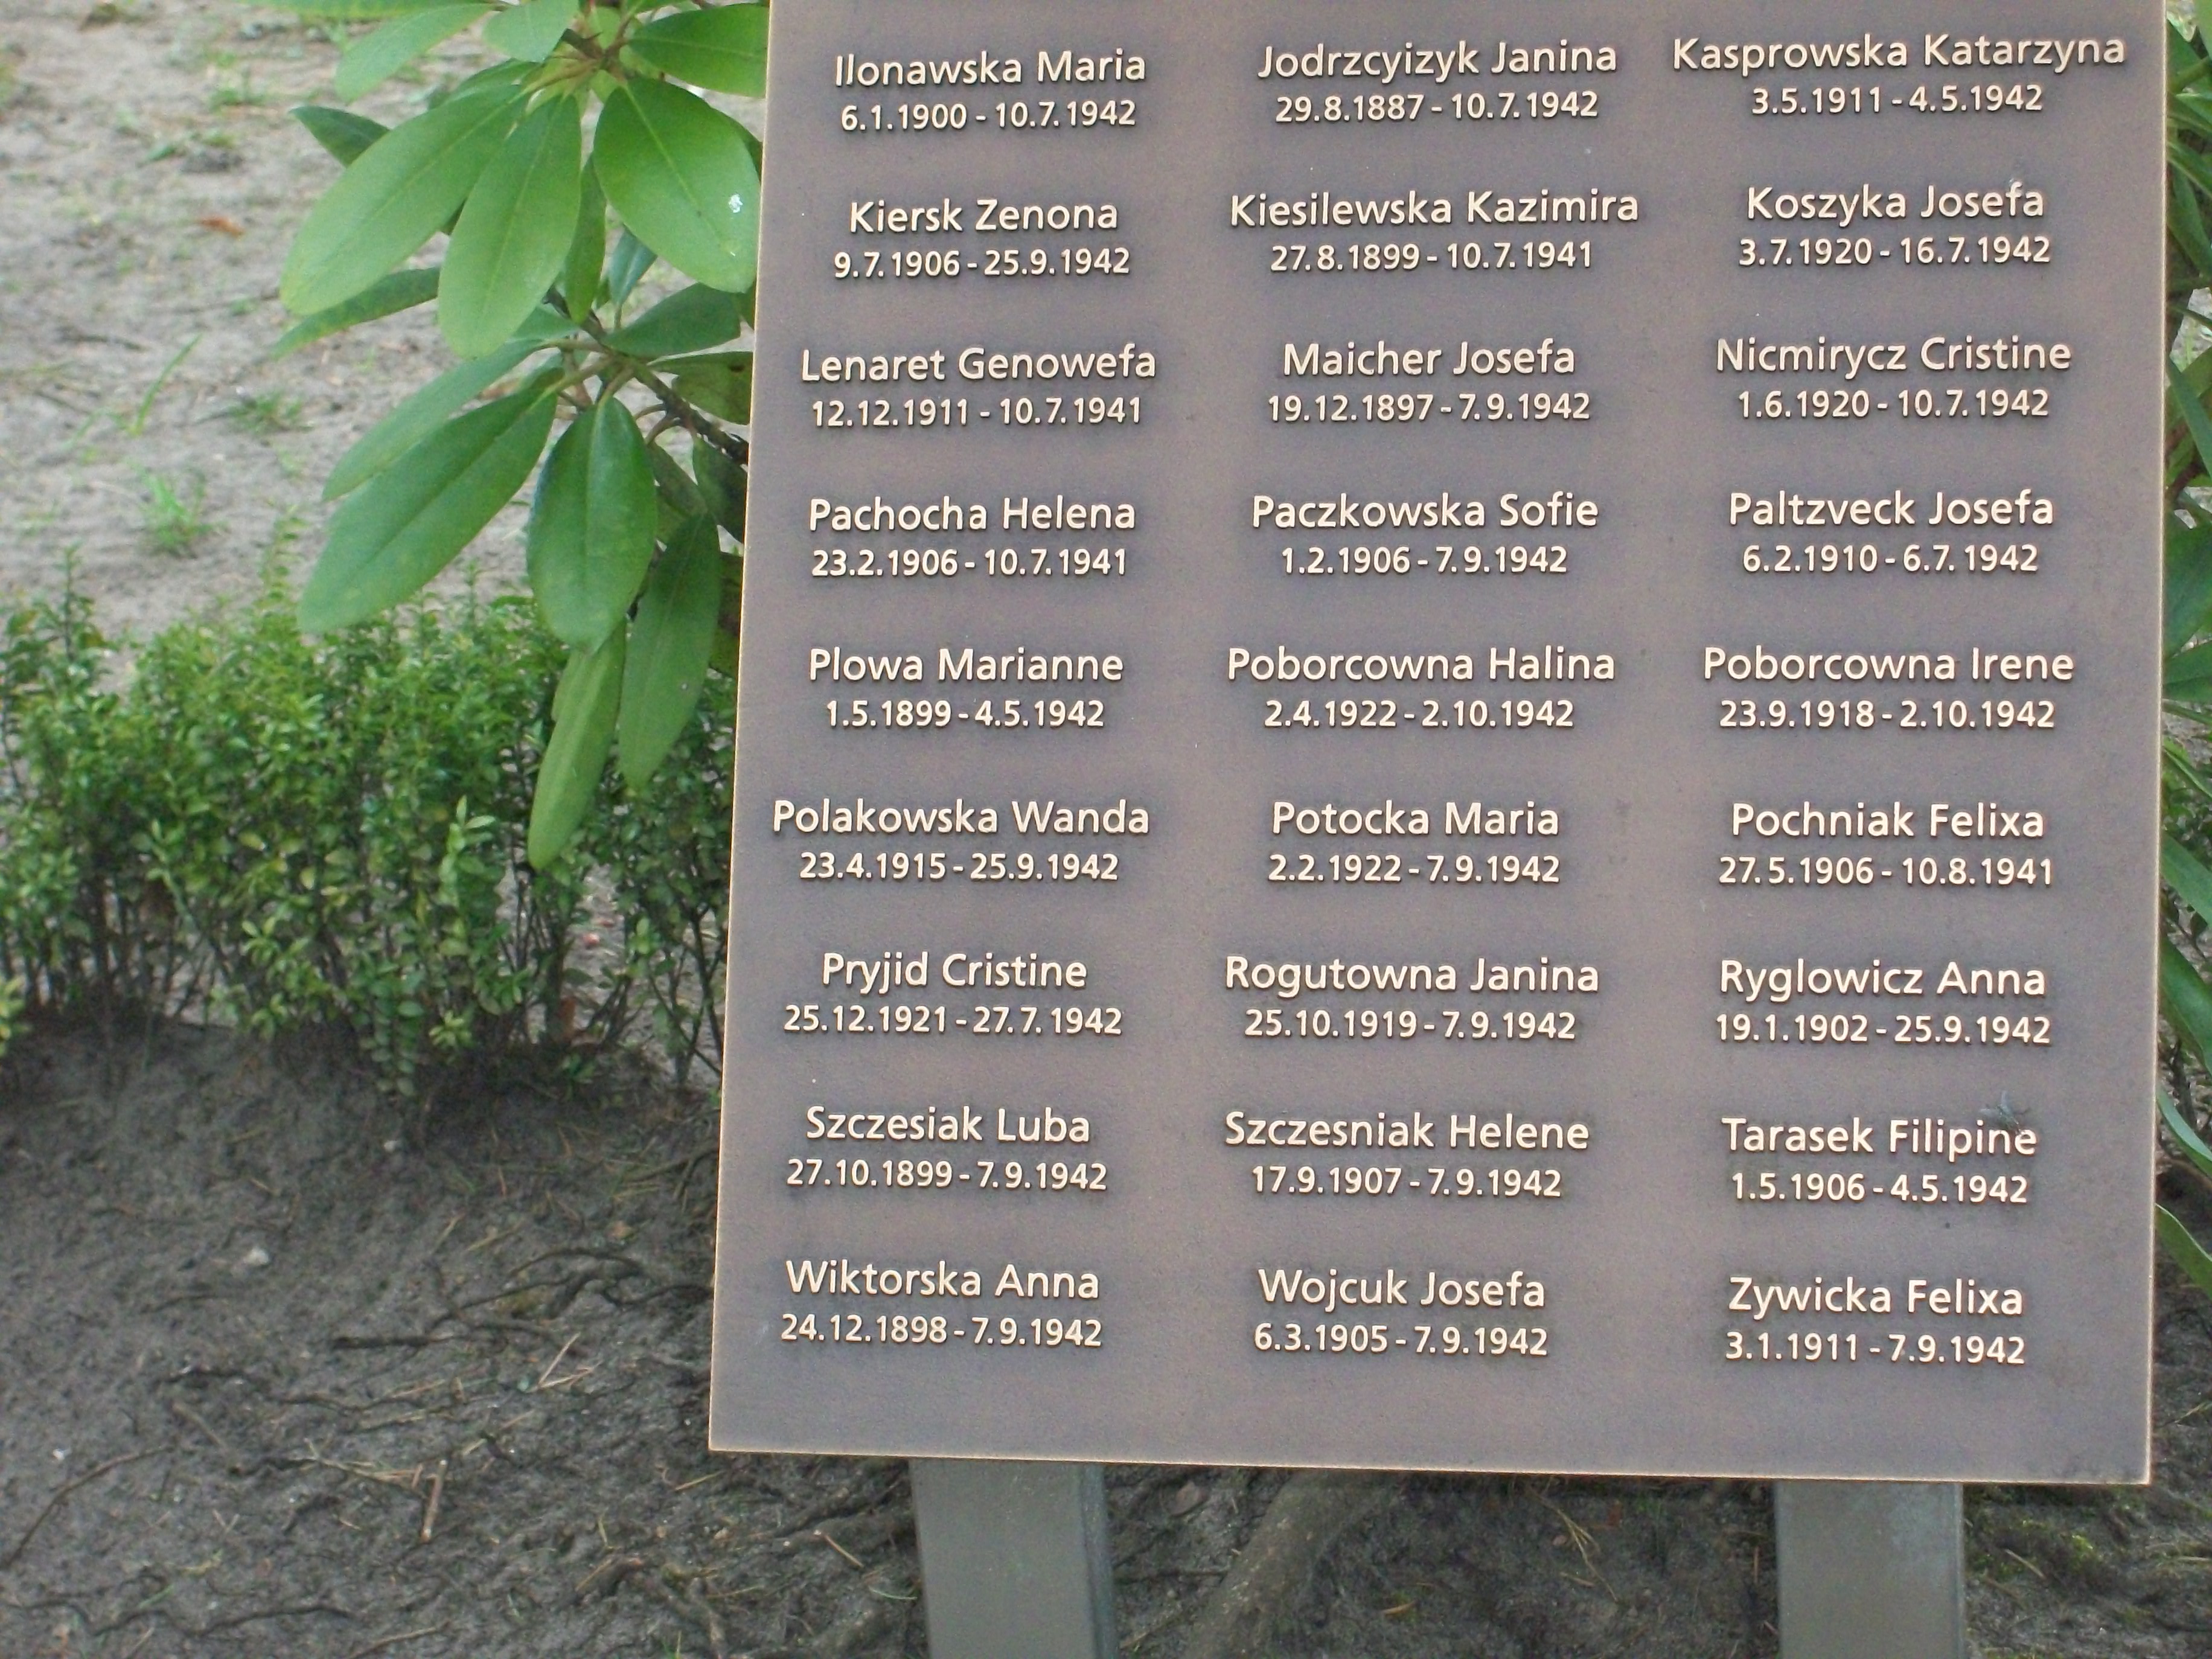 Ilonawska Maria
6.1.1900 - 10.7.1942
Jodrzcyizyk Janina
29.8.1887 - 10.7.1942
Kasprowska Katarzyna
3.5.1911 - 4.5.1942
Kiersk Zenona
9.7.1906 - 25.9.1942
Kiesilewska Kazimira
27.8.1899 - 10.7.1941
Koszyka Josefa
3.7.1920 - 16.7.1942
Lenaret Genowefa
12.12.1911 - 10.7.1941
Maicher Josefa
19.12.1897 - 7.9.1942
Nicmirycz Cristine
1.6.1920 - 10.7.1942
Pachocha Helena
23.2.1906 - 10.7.1941
Paczkowska Sofie
1.2.1906 - 7.9.1942
Paltzveck Josefa
6.2.1910 - 6.7.1942
Plowa Marianne
1.5.1899 - 4.5.1942
Poborcowna Halina
2.4.1922 - 2.10.1942
Poborcowna Irene
23.9.1918 - 2.10.1942
Polakowska Wanda
23.4.1915 - 25.9.1942
Potocka Maria
2.2.1922 - 7.9.1942
Pochniak Felixa
27.5.1906 - 10.8.1941
Pryjid Cristine
25.12.1921 - 27.7.1942
Rogutowna Janina
25.10.1919 - 7.9.1942
Ryglowicz Anna
19.1.1902 - 25.9.1942
Szczesiak Luba
27.10.1899 - 7.9.1942
Szczesniak Helene
17.9.1907 - 7.9.1942
Tarasek Filipine
1.5.1906 - 4.5.1942
Wiktorska Anna
24.12.1898 - 7.9.1942
Wojcuk Josefa
6.3.1905 - 7.9.1942
Zywicka Felixa
3.1.1911 - 7.9.1942